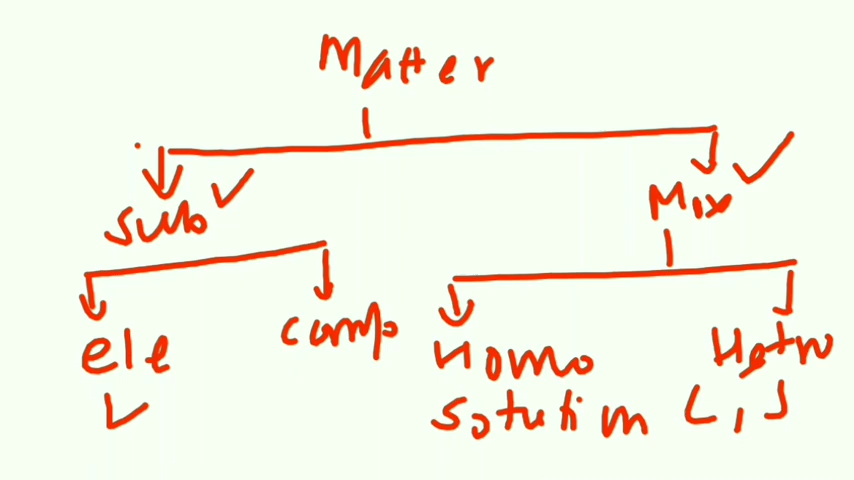 Matter
Sub Mix
ele comp Homo Hetro
solution